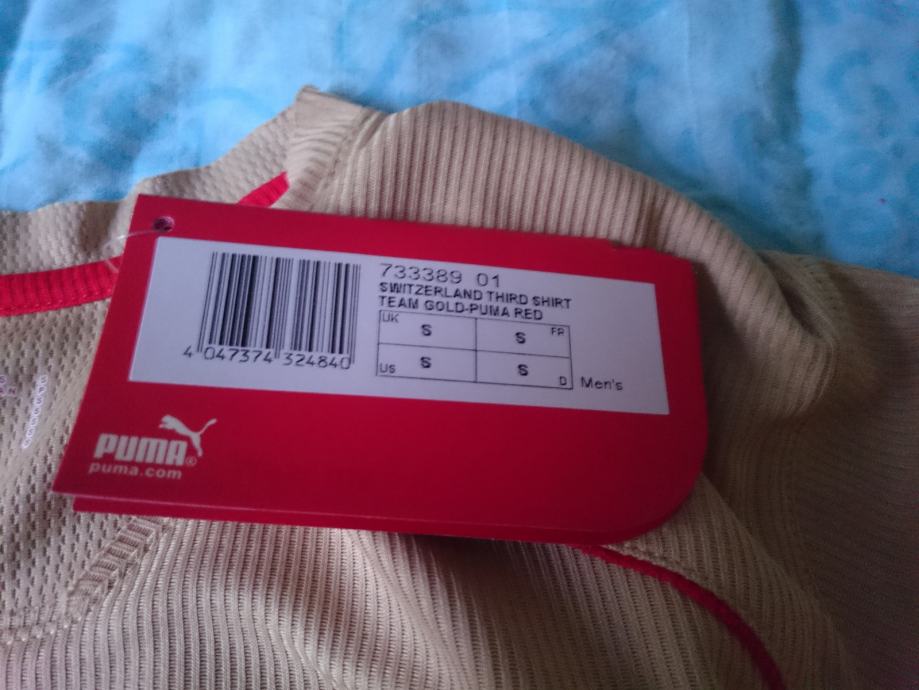 733389 01
SWITZERLAND THIRD SHIRT
TEAM GOLD-PUMA RED
UK S S FR
US S S D Men's
4 047374 324840
PUMA®
puma.com